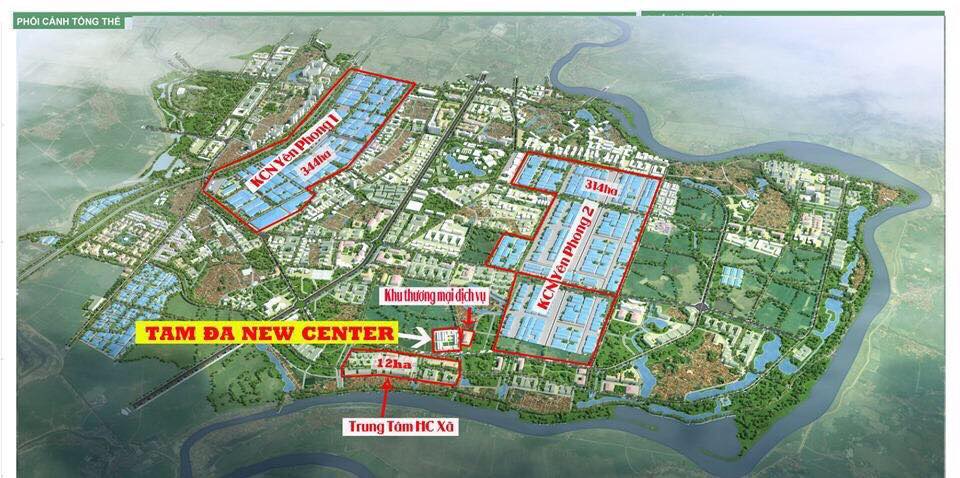 PHỐI CẢNH TỔNG THỂ
KCN Yên Phong 1
344ha
314ha
KCN Yên Phong 2
Khu thương mại dịch vụ
TAM ĐA NEW CENTER
12ha
Trung Tâm HC Xã